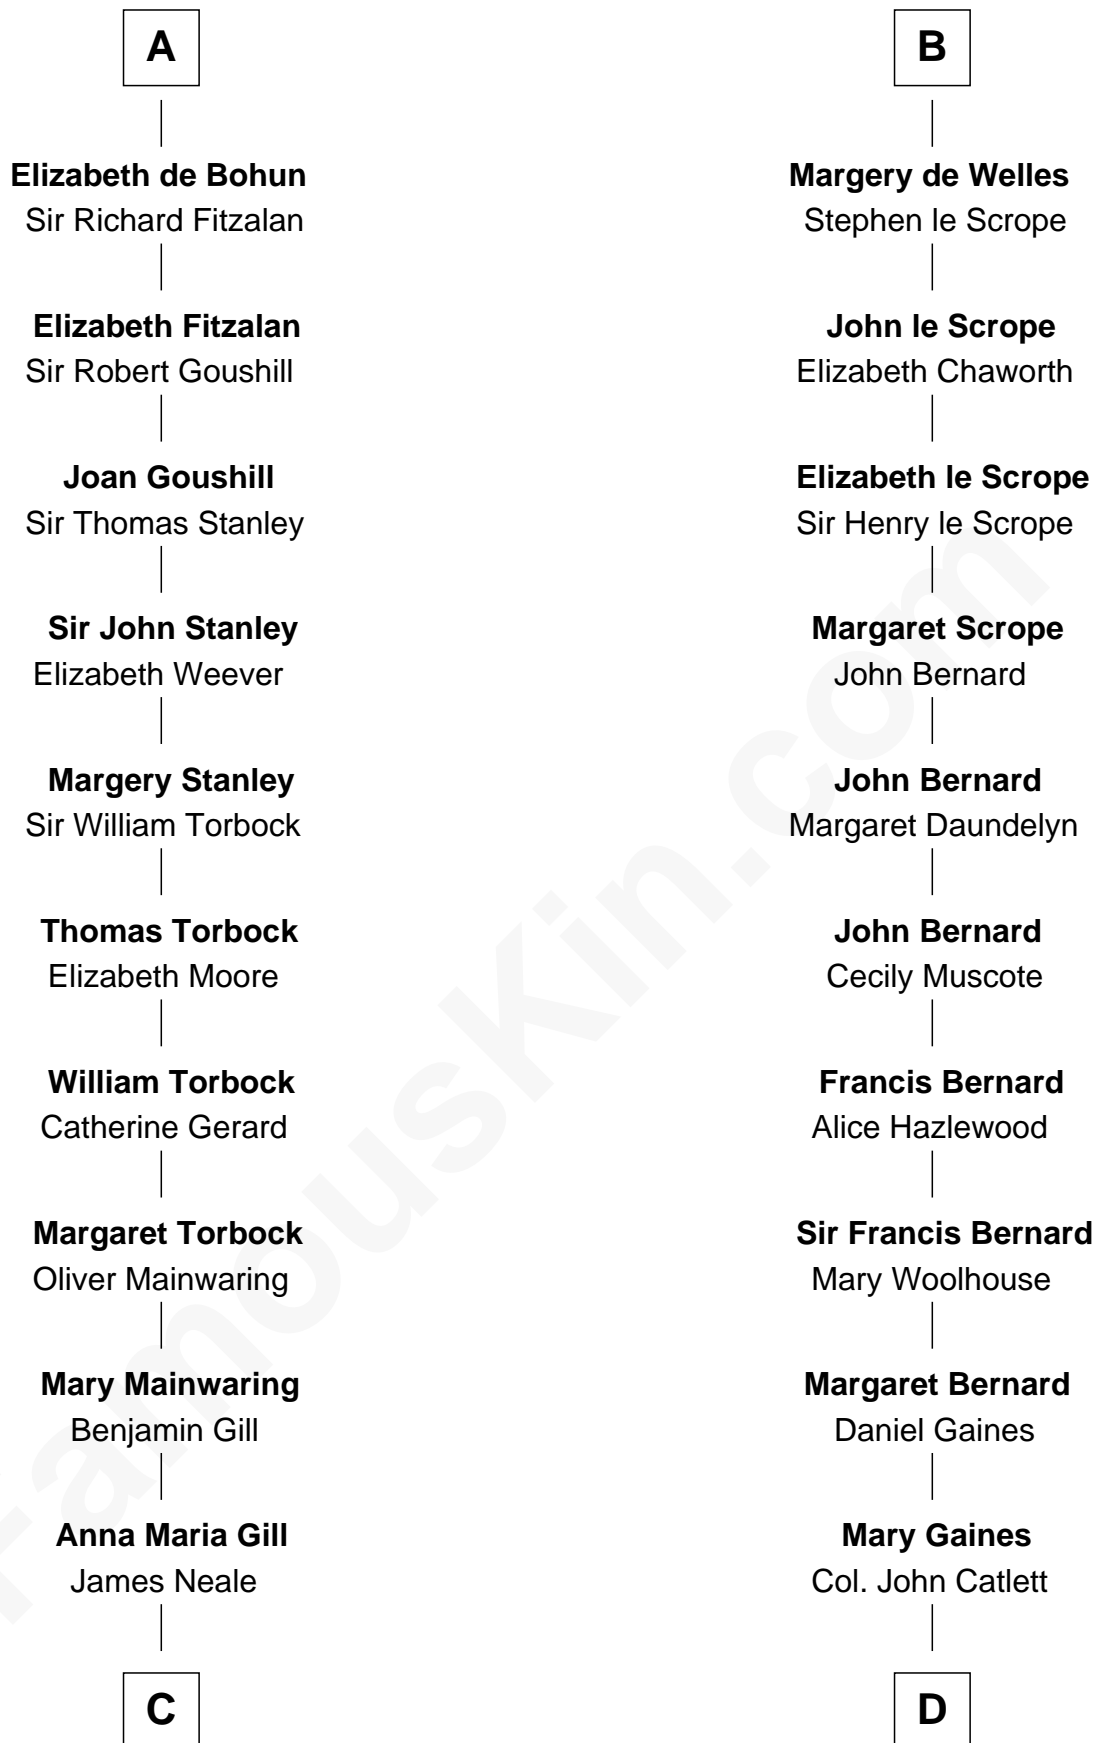 A
Elizabeth de Bohun
Sir Richard Fitzalan
Elizabeth Fitzalan
Sir Robert Goushill
Joan Goushill
Sir Thomas Stanley
Sir John Stanley
Elizabeth Weever
Margery Stanley
Sir William Torbock
Thomas Torbock
Elizabeth Moore
William Torbock
Catherine Gerard
Margaret Torbock
Oliver Mainwaring
Mary Mainwaring
Benjamin Gill
Anna Maria Gill
James Neale
C
B
Margery de Welles
Stephen le Scrope
John le Scrope
Elizabeth Chaworth
Elizabeth le Scrope
Sir Henry le Scrope
Margaret Scrope
John Bernard
John Bernard
Margaret Daundelyn
John Bernard
Cecily Muscote
Francis Bernard
Alice Hazlewood
Sir Francis Bernard
Mary Woolhouse
Margaret Bernard
Daniel Gaines
Mary Gaines
Col. John Catlett
D
FamousKin.com